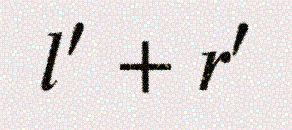 l′ + r′